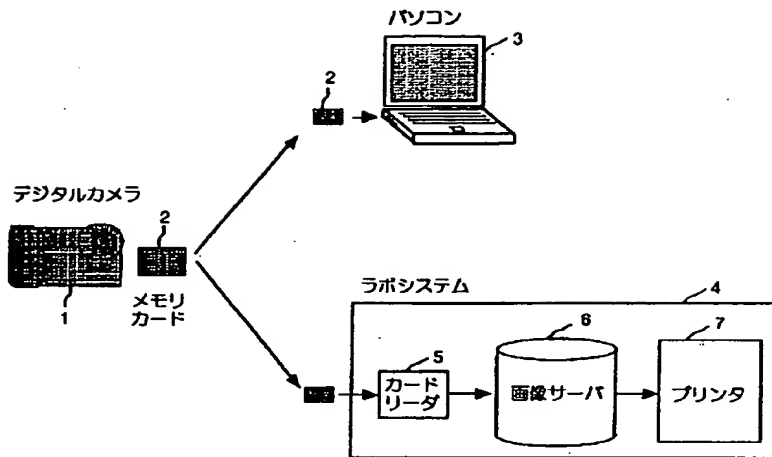 パソコン
3
2
デジタルカメラ
2
1
メモリ
カード
ラボシステム
4
5
カード
リーダ
6
画像サーバ
7
プリンタ